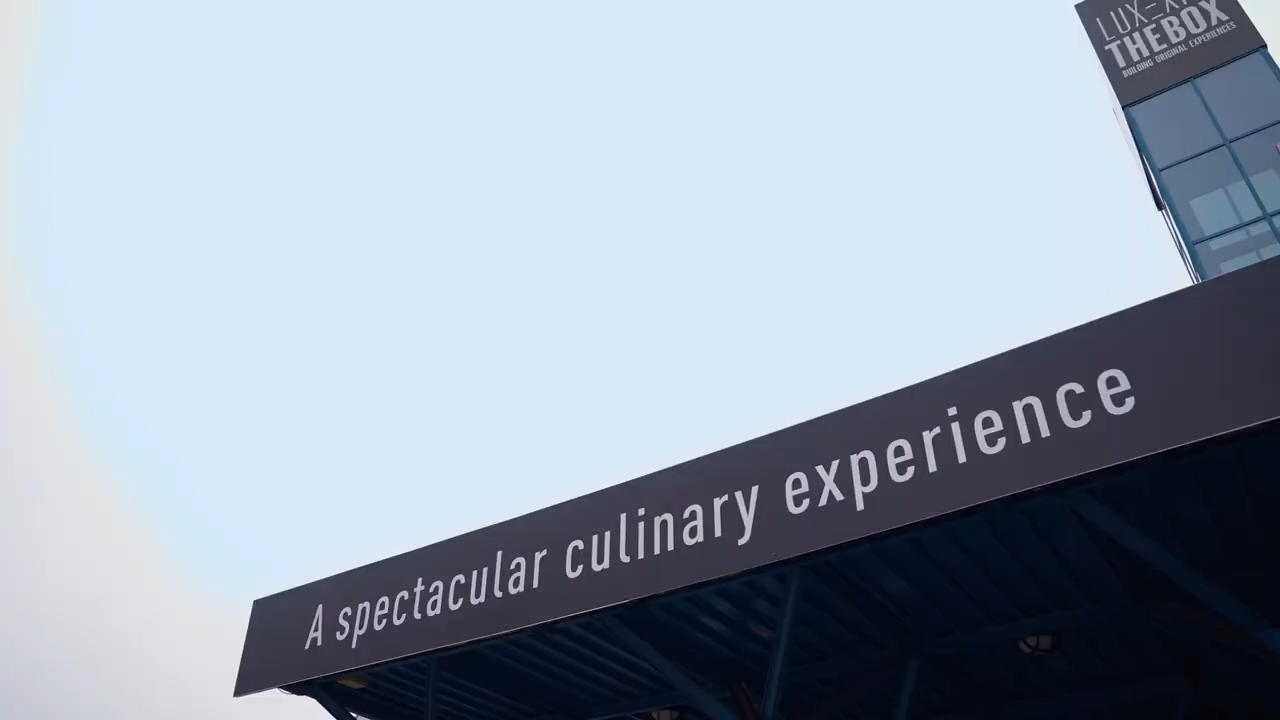 THEBOX
BUILDING ORIGINAL EXPERIENCES
A spectacular culinary experience